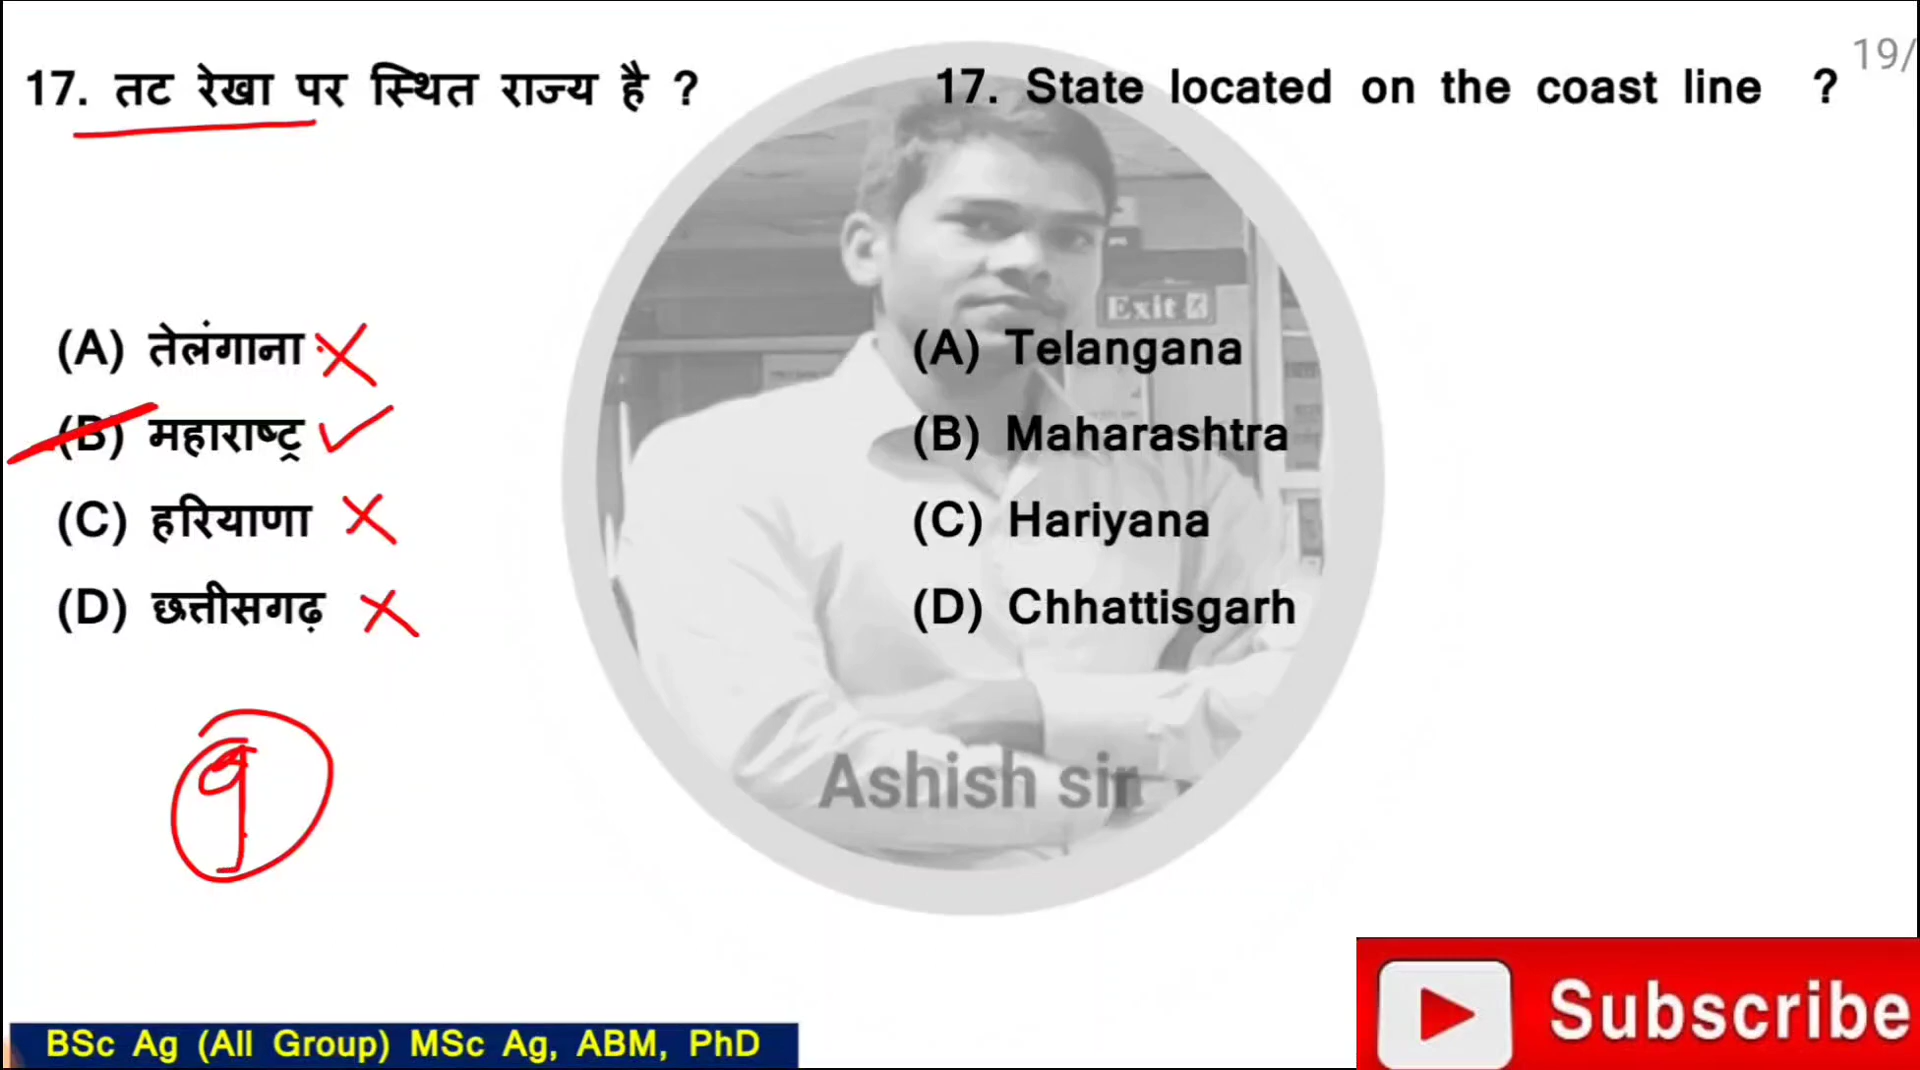 19/
17. तट रेखा पर स्थित राज्य है ?
(A) तेलंगाना
(B) महाराष्ट्र
(C) हरियाणा
(D) छत्तीसगढ़
9
17. State located on the coast line ?
(A) Telangana
(B) Maharashtra
(C) Hariyana
(D) Chhattisgarh
Exit
Ashish sir
BSc Ag (All Group) MSc Ag, ABM, PhD
Subscribe